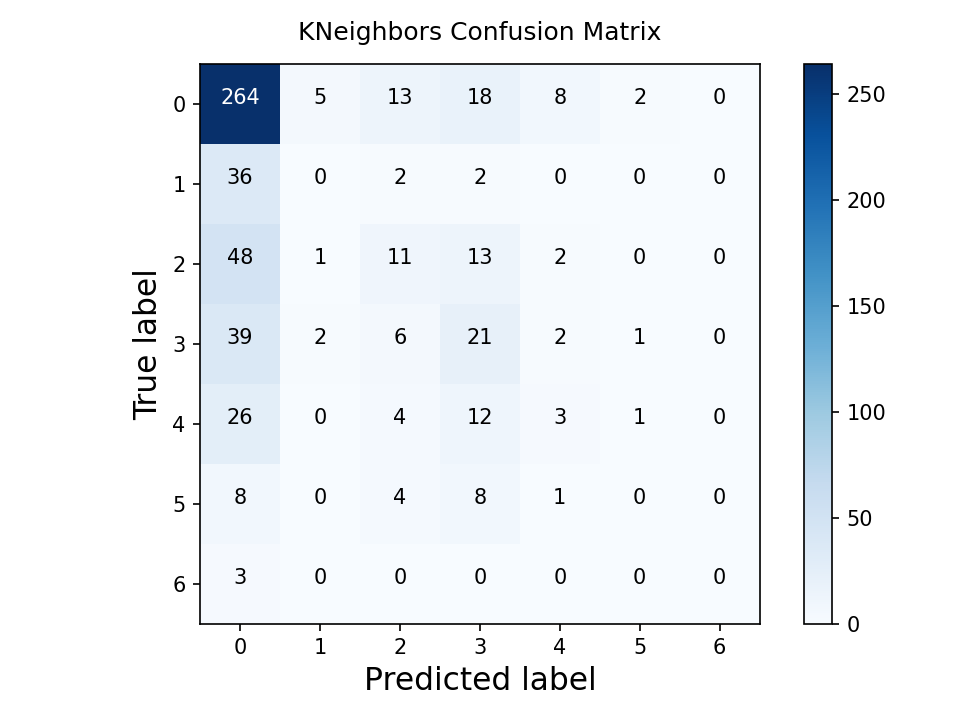 KNeighbors Confusion Matrix
0 264 5 13 18 8 2 0
1 36 0 2 2 0 0 0
2 48 1 11 13 2 0 0
3 39 2 6 21 2 1 0
4 26 0 4 12 3 1 0
5 8 0 4 8 1 0 0
6 3 0 0 0 0 0 0
0 1 2 3 4 5 6
True label
Predicted label
250
200
150
100
50
0